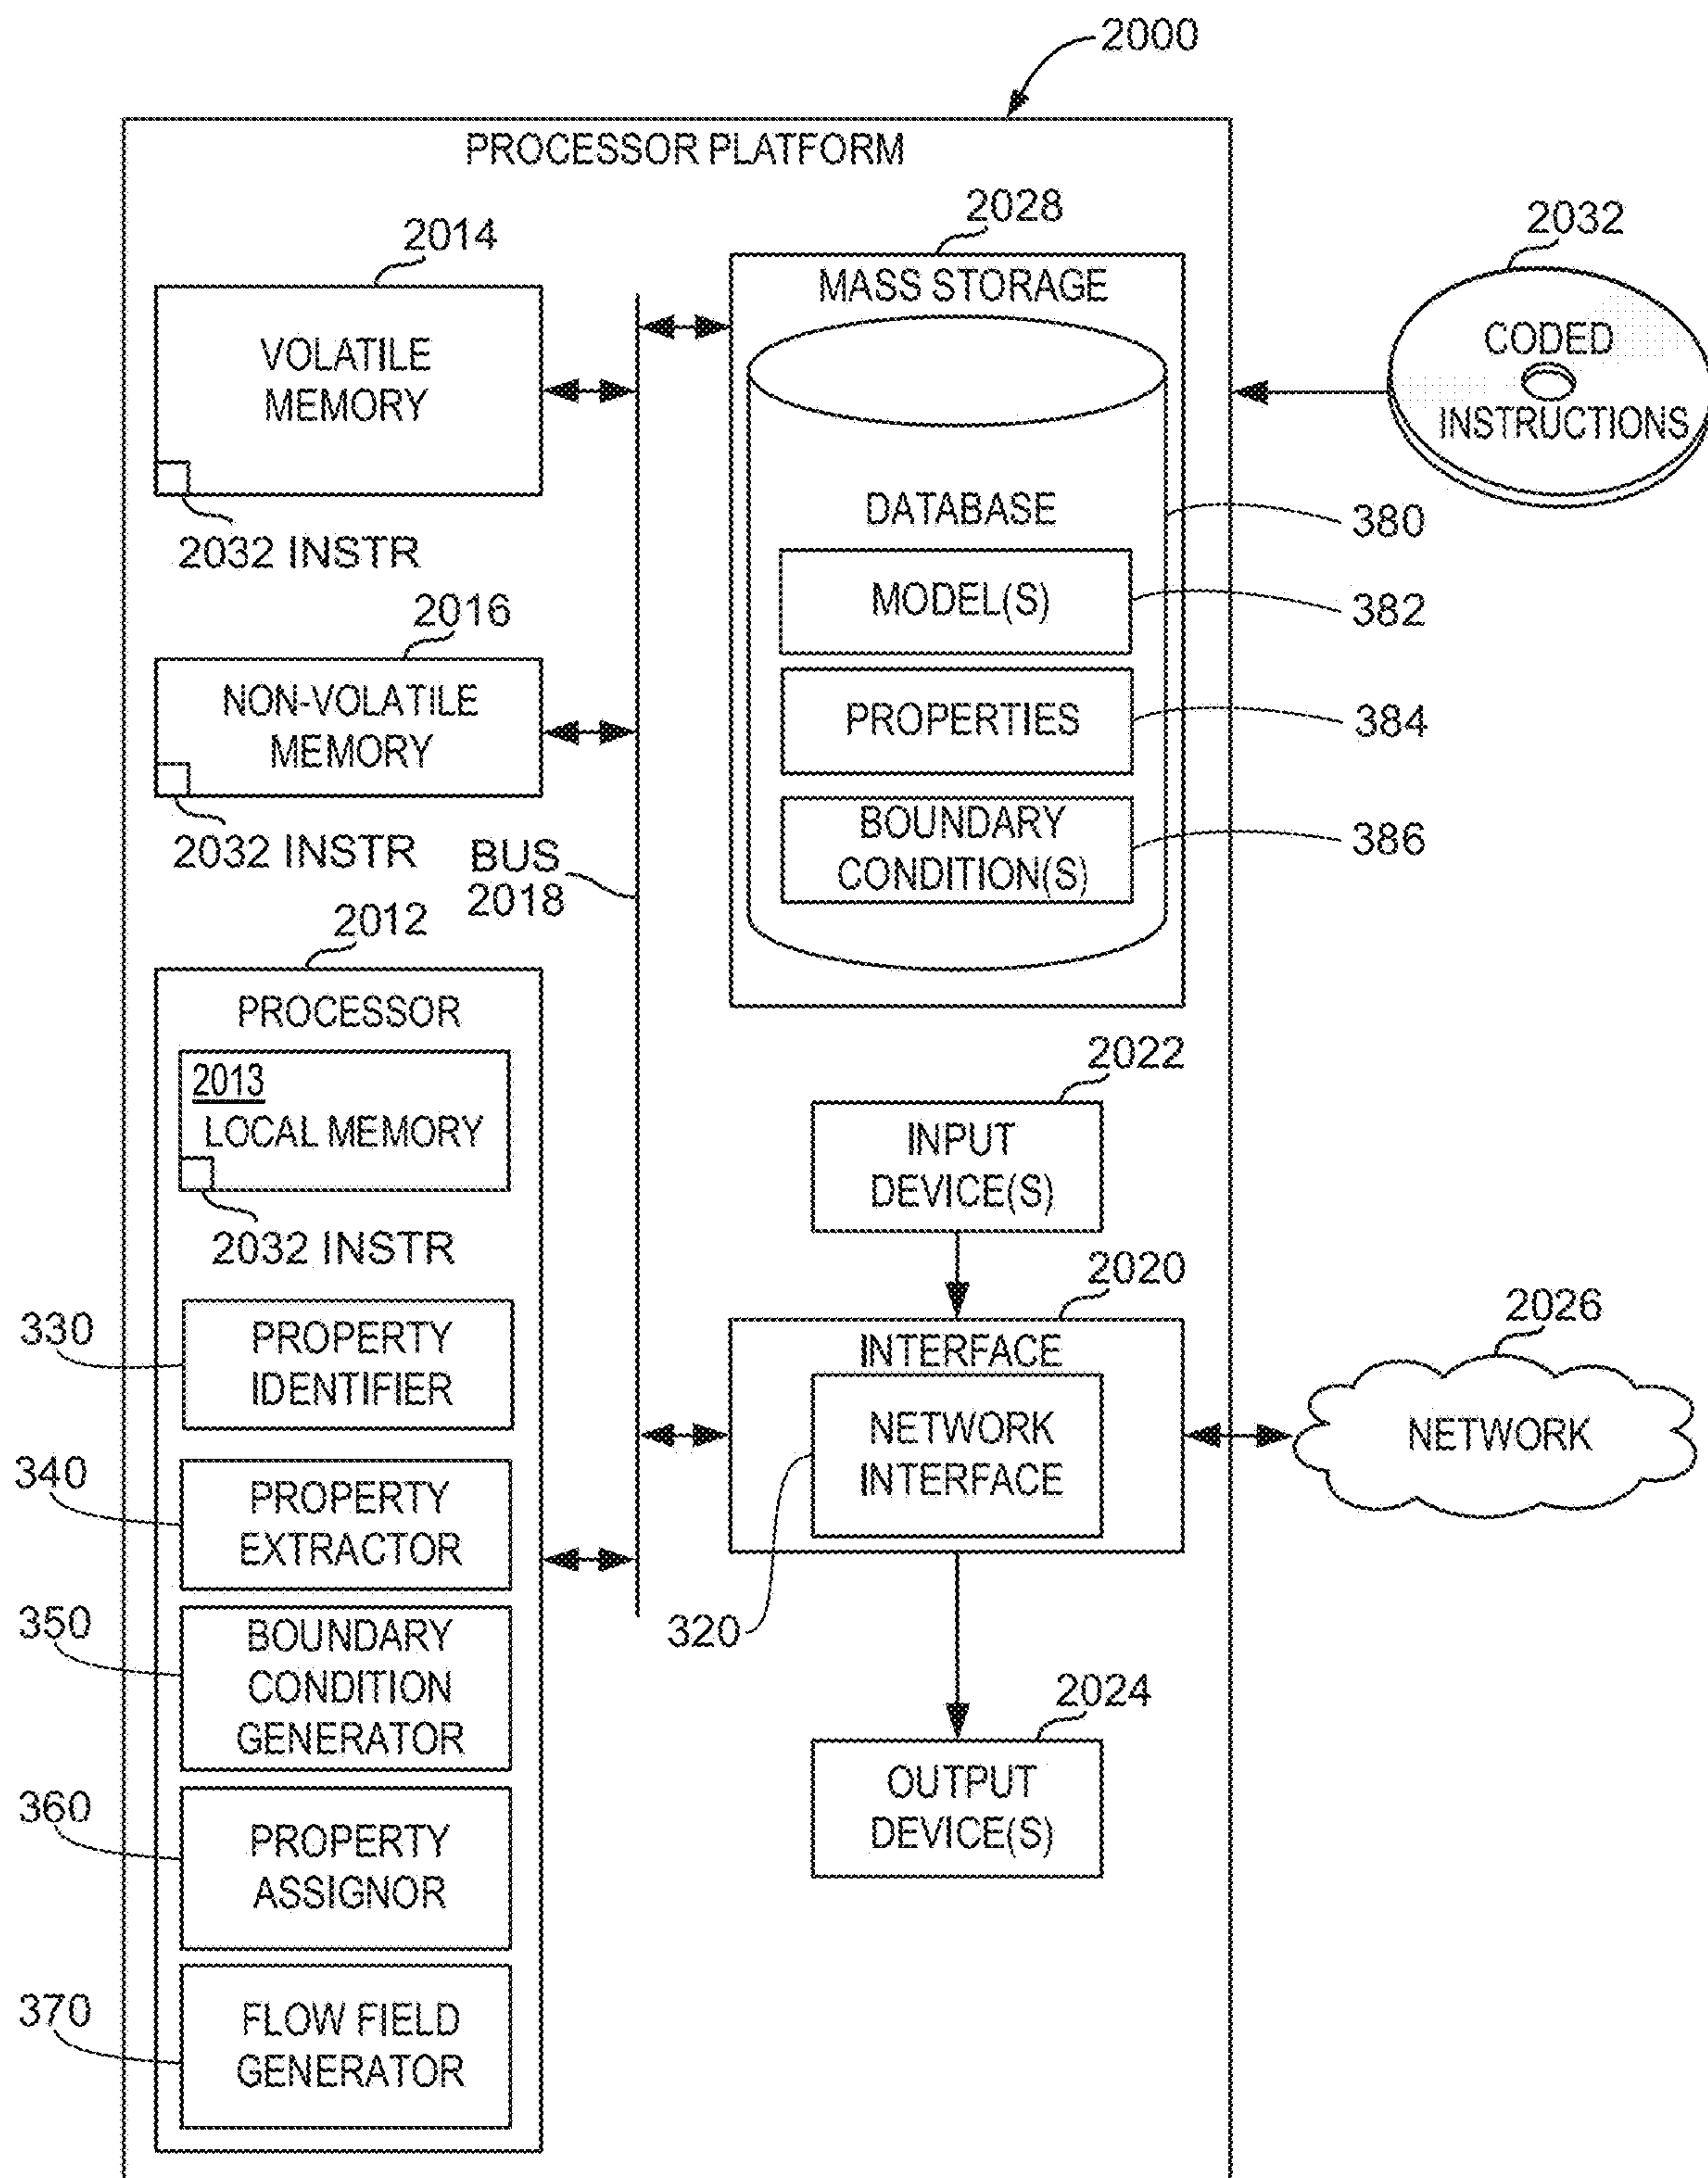 2000
PROCESSOR PLATFORM
2014
VOLATILE
MEMORY
2032 INSTR
2016
NON-VOLATILE
MEMORY
2032 INSTR
BUS
2018
2012
PROCESSOR
2013
LOCAL MEMORY
2032 INSTR
330
PROPERTY
IDENTIFIER
340
PROPERTY
EXTRACTOR
350
BOUNDARY
CONDITION
GENERATOR
360
PROPERTY
ASSIGNOR
370
FLOW FIELD
GENERATOR
2028
MASS STORAGE
DATABASE
380
MODEL(S)
382
PROPERTIES
384
BOUNDARY
CONDITION(S)
386
2022
INPUT
DEVICE(S)
2020
INTERFACE
NETWORK
INTERFACE
320
2024
OUTPUT
DEVICE(S)
2032
CODED
INSTRUCTIONS
2026
NETWORK